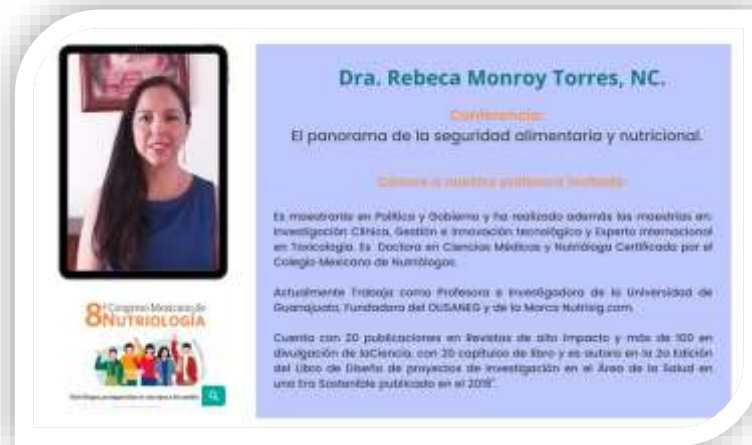 Dra. Rebeca Monroy Torres, NC.
Conferencia:
El panorama de la seguridad alimentaria y nutricional.
Conoce a nuestra profesora invitada:
Es maestrante en Política y Gobierno y ha realizado además las maestrías en:
Investigación Clínica, Gestión e Innovación tecnológica y Experto Internacional
en Toxicología. Es Doctora en Ciencias Médicas y Nutrióloga Certificada por el
Colegio Mexicano de Nutriólogos.
Actualmente Trabaja como Profesora e Investigadora de la Universidad de
Guanajuato, Fundadora del OUSANEG y de la Marca Nutrisig.com.
Cuenta con 20 publicaciones en Revistas de alto impacto y más de 100 en
divulgación de laCiencia, con 20 capítulos de libro y es autora en la 2a Edición
del Libro de Diseño de proyectos de investigación en el Área de la Salud en
una Era Sostenible publicado en el 2018".
8º Congreso Mexicano de
NUTRIOLOGÍA